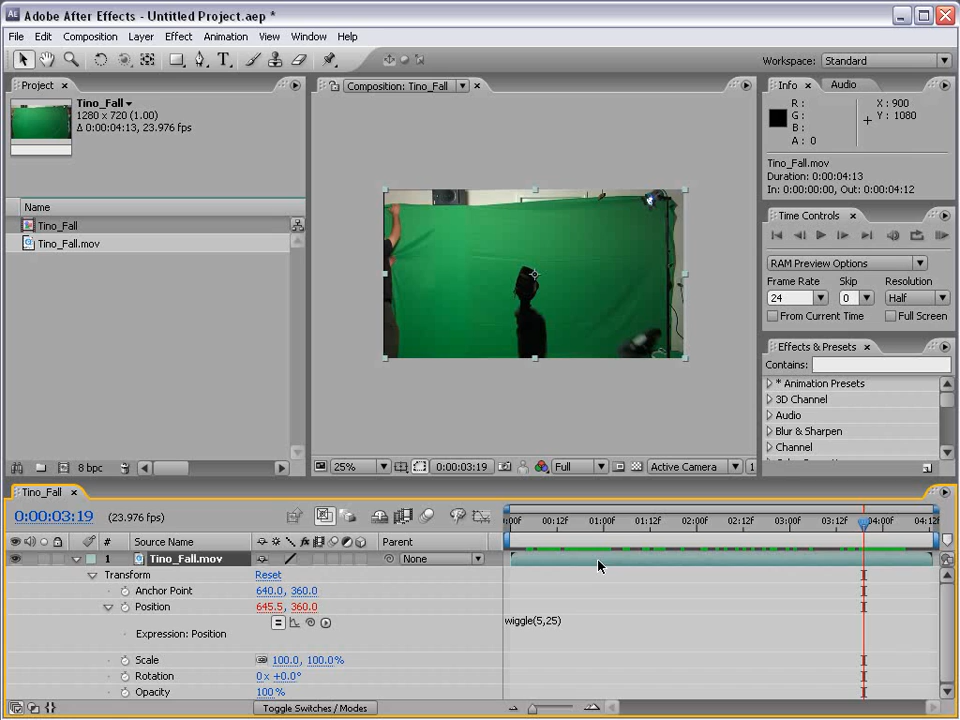 Adobe After Effects - Untitled Project.aep *
File Edit Composition Layer Effect Animation View Window Help
Workspace: Standard
Project
Tino_Fall
1280 x 720 (1.00)
Δ 0:00:04:13, 23.976 fps
Name
Tino_Fall
Tino_Fall.mov
8 bpc
Composition: Tino_Fall
25% 0:00:03:19 Full Active Camera 1
Info Audio
R : X : 900
G : Y : 1080
B :
A : 0
Tino_Fall.mov
Duration: 0:00:04:13
In: 0:00:00:00, Out: 0:00:04:12
Time Controls
RAM Preview Options
Frame Rate Skip Resolution
24 0 Half
From Current Time Full Screen
Effects & Presets
Contains:
* Animation Presets
3D Channel
Audio
Blur & Sharpen
Channel
Tino_Fall
0:00:03:19 (23.976 fps)
:00f 00:12f 01:00f 01:12f 02:00f 02:12f 03:00f 03:12f 04:00f 04:12f
# Source Name Parent
1 Tino_Fall.mov None
Transform Reset
Anchor Point 640.0, 360.0
Position 645.5, 360.0
Expression: Position wiggle(5,25)
Scale 100.0, 100.0%
Rotation 0x +0.0°
Opacity 100%
Toggle Switches / Modes